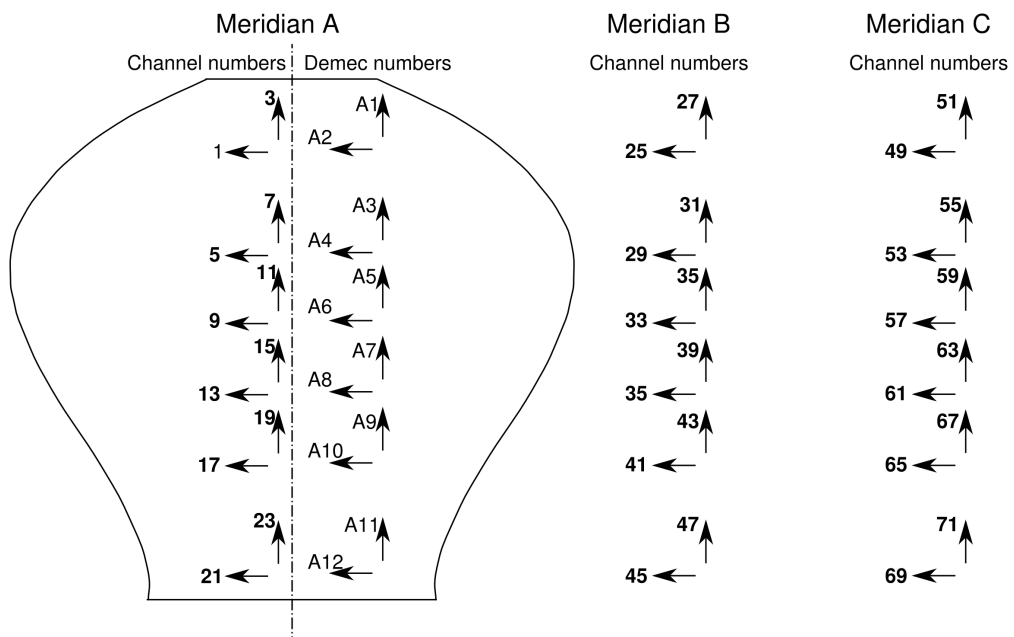 Meridian A Meridian B Meridian C
Channel numbers Demec numbers Channel numbers Channel numbers
3 A1 27 51
1 A2 25 49
7 A3 31 55
5 A4 29 53
11 A5 35 59
9 A6 33 57
15 A7 39 63
13 A8 35 61
19 A9 43 67
17 A10 41 65
23 A11 47 71
21 A12 45 69